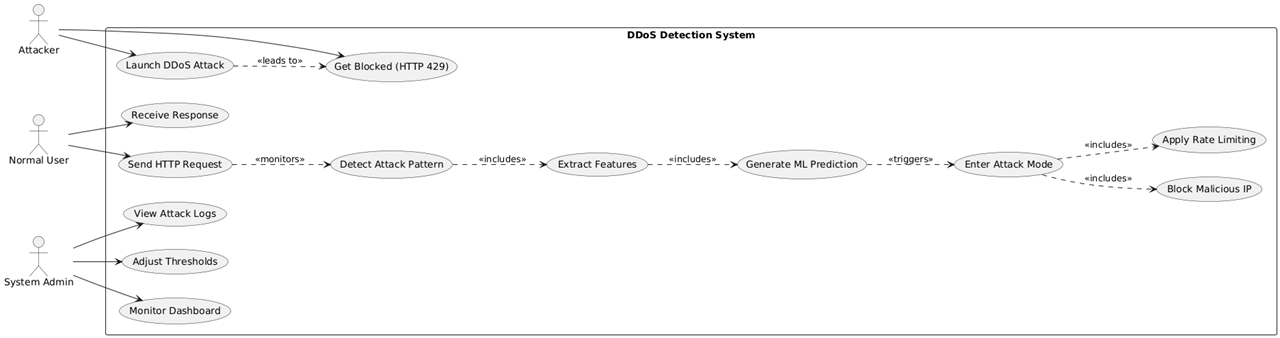 DDoS Detection System
Attacker
Launch DDoS Attack
«leads to»
Get Blocked (HTTP 429)
Normal User
Receive Response
Send HTTP Request
«monitors»
Detect Attack Pattern
«includes»
Extract Features
«includes»
Generate ML Prediction
«triggers»
Enter Attack Mode
«includes»
Apply Rate Limiting
«includes»
Block Malicious IP
System Admin
View Attack Logs
Adjust Thresholds
Monitor Dashboard